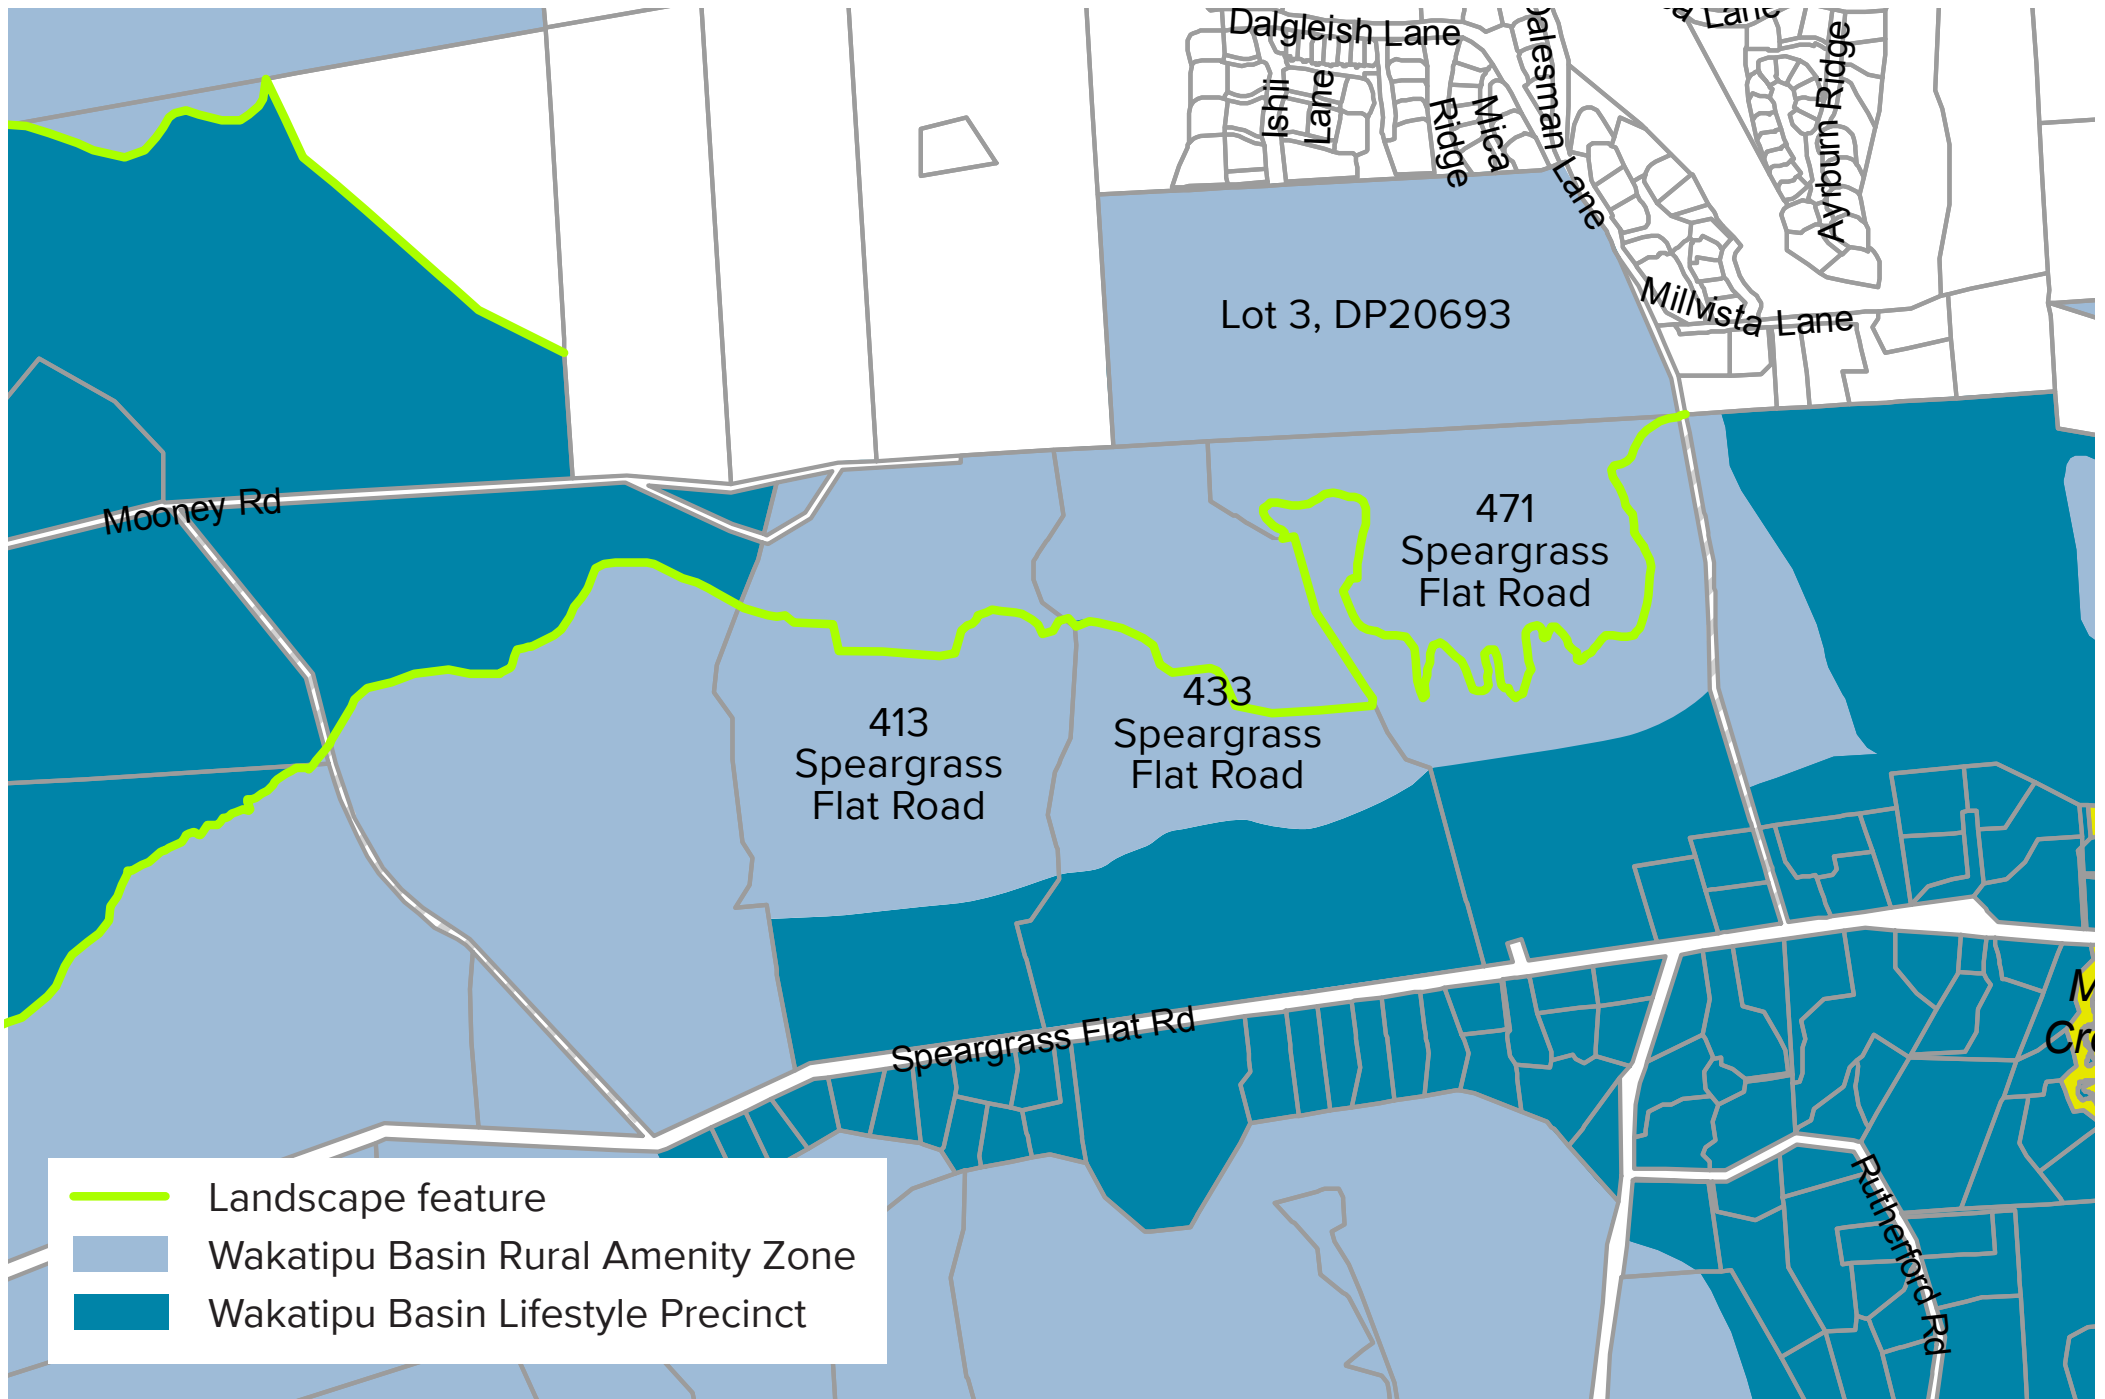 Dalgleish Lane
Ishii
Lane
Ridge
Mica
Dalesman Lane
Lane
Ayrburn Ridge
Millvista Lane
Lot 3, DP20693
Mooney Rd
471
Speargrass
Flat Road
413
Speargrass
Flat Road
433
Speargrass
Flat Road
Speargrass Flat Rd
Rutherford Rd
Landscape feature
Wakatipu Basin Rural Amenity Zone
Wakatipu Basin Lifestyle Precinct